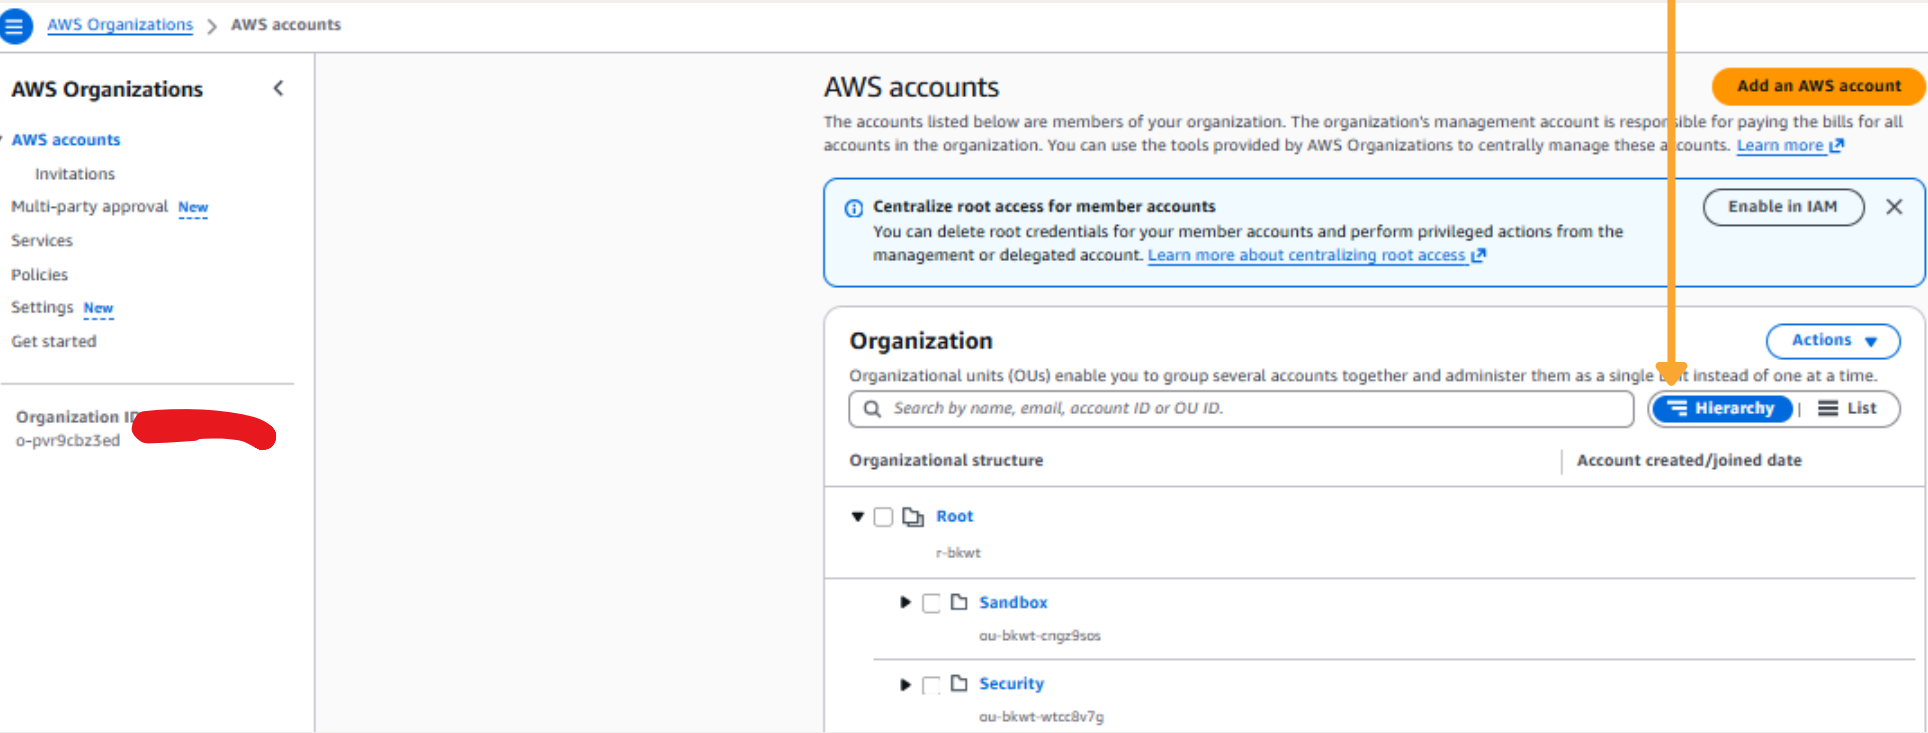 AWS Organizations > AWS accounts
AWS Organizations
AWS accounts
Invitations
Multi-party approval New
Services
Policies
Settings New
Get started
Organization
o-pvr9cbz3ed
AWS accounts
Add an AWS account
The accounts listed below are members of your organization. The organization's management account is responsible for paying the bills for all
accounts in the organization. You can use the tools provided by AWS Organizations to centrally manage these accounts. Learn more
Centralize root access for member accounts
Enable in IAM
You can delete root credentials for your member accounts and perform privileged actions from the
management or delegated account. Learn more about centralizing root access
Organization
Actions
Organizational units (OUs) enable you to group several accounts together and administer them as a single unit instead of one at a time.
Search by name, email, account ID or OU ID.
Hierarchy | List
Organizational structure
Account created/joined date
Root
r-bkwt
Sandbox
ou-bkwt-cngz9sos
Security
ou-bkwt-wtcc8v7g